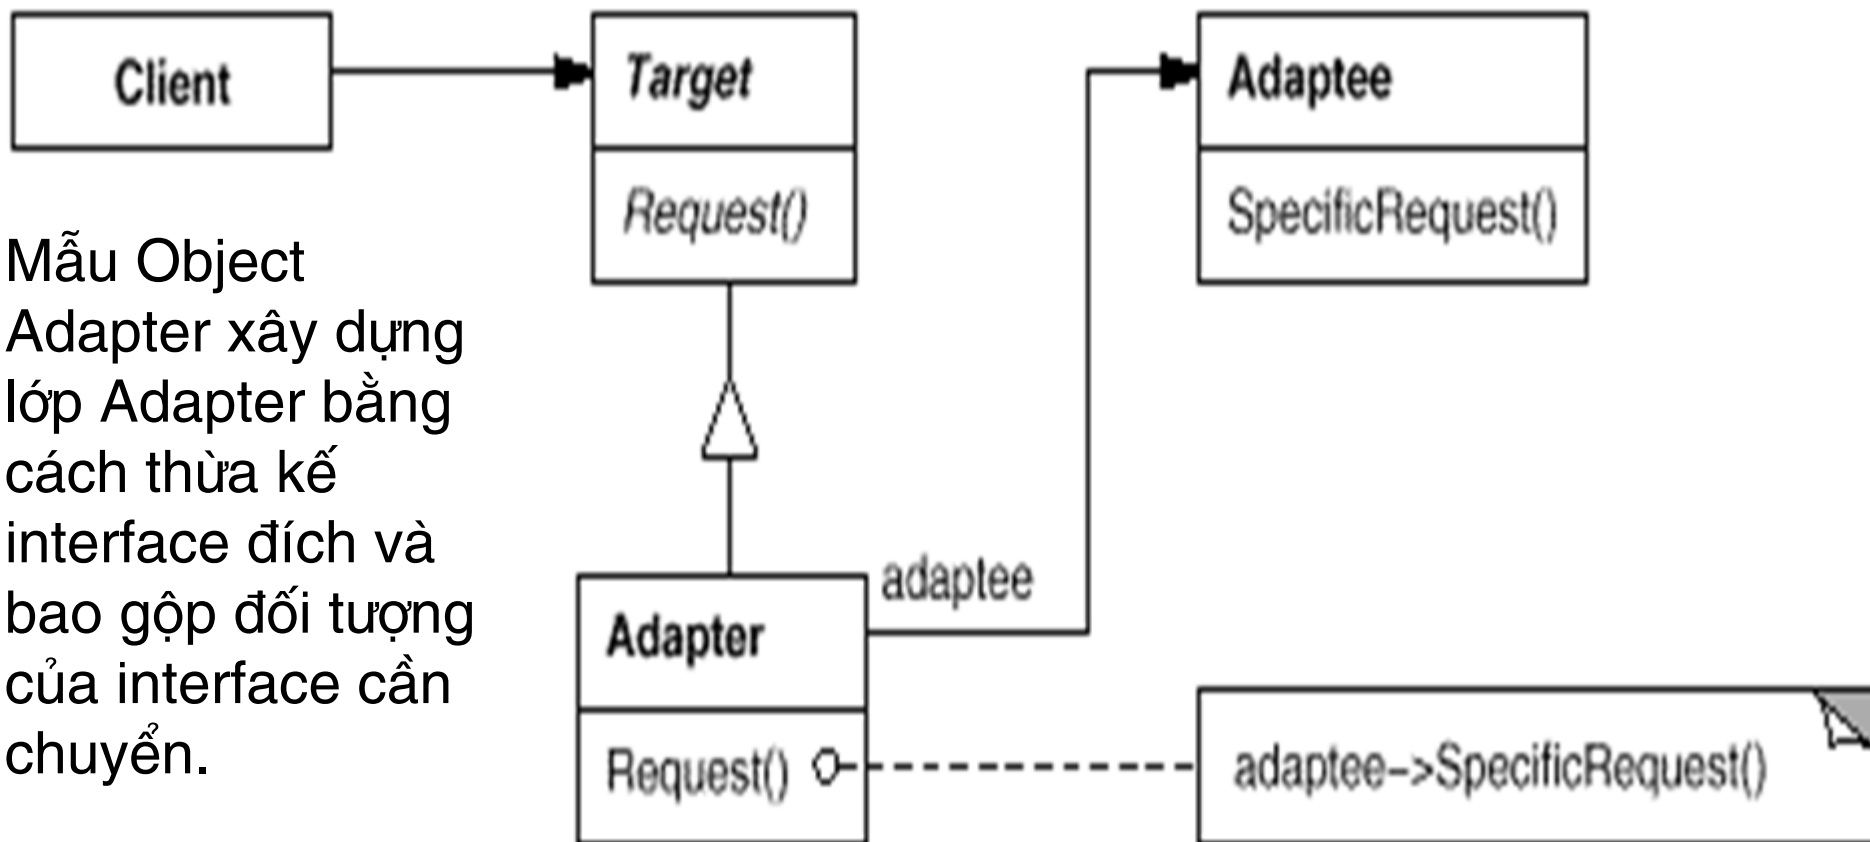 Client
Target
Request()
Adaptee
SpecificRequest()
Mẫu Object
Adapter xây dựng
lớp Adapter bằng
cách thừa kế
interface đích và
bao gộp đối tượng
của interface cần
chuyển.
adaptee
Adapter
Request()
adaptee->SpecificRequest()